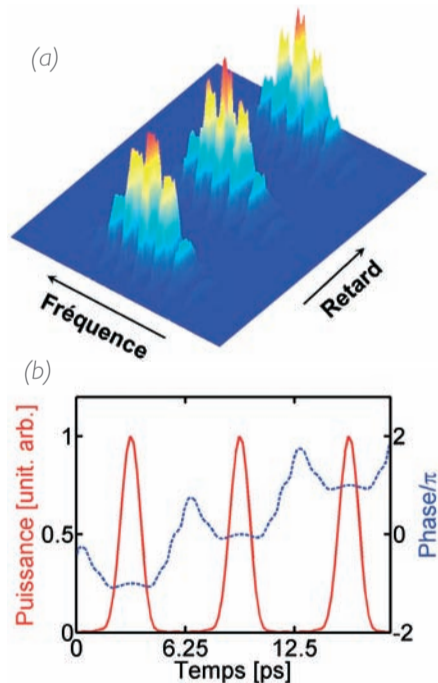 (a)
Fréquence
Retard
(b)
Puissance [unit. arb.]
1
0.5
0
0
6.25
12.5
Temps [ps]
2
0
-2
Phase/π